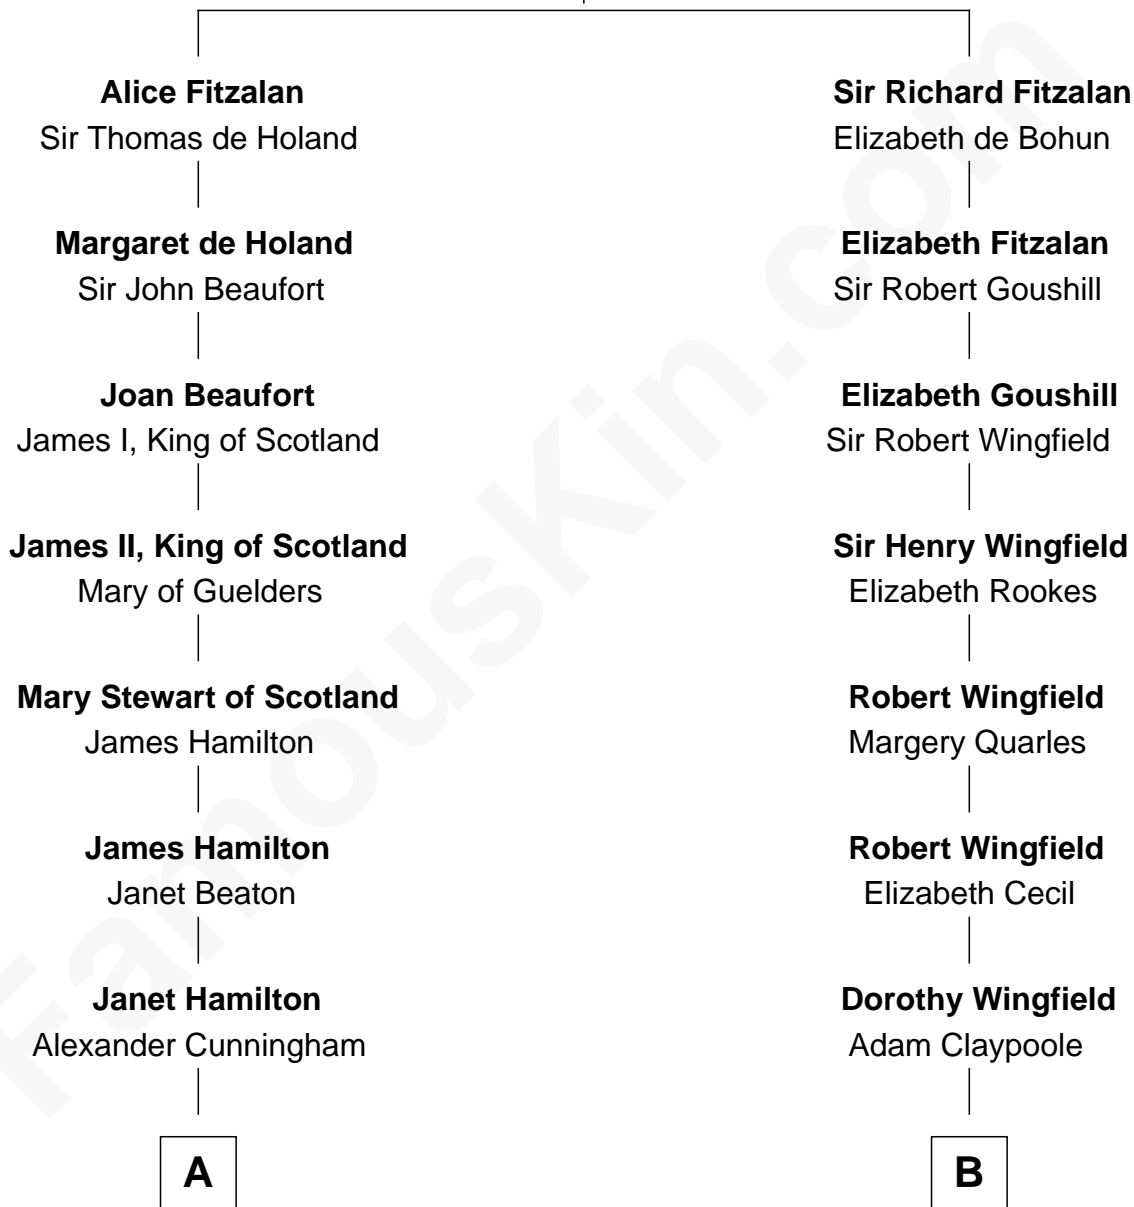 Alice Fitzalan
Sir Thomas de Holand
Margaret de Holand
Sir John Beaufort
Joan Beaufort
James I, King of Scotland
James II, King of Scotland
Mary of Guelders
Mary Stewart of Scotland
James Hamilton
James Hamilton
Janet Beaton
Janet Hamilton
Alexander Cunningham
A
Sir Richard Fitzalan
Elizabeth de Bohun
Elizabeth Fitzalan
Sir Robert Goushill
Elizabeth Goushill
Sir Robert Wingfield
Sir Henry Wingfield
Elizabeth Rookes
Robert Wingfield
Margery Quarles
Robert Wingfield
Elizabeth Cecil
Dorothy Wingfield
Adam Claypoole
B
FamousKin.com